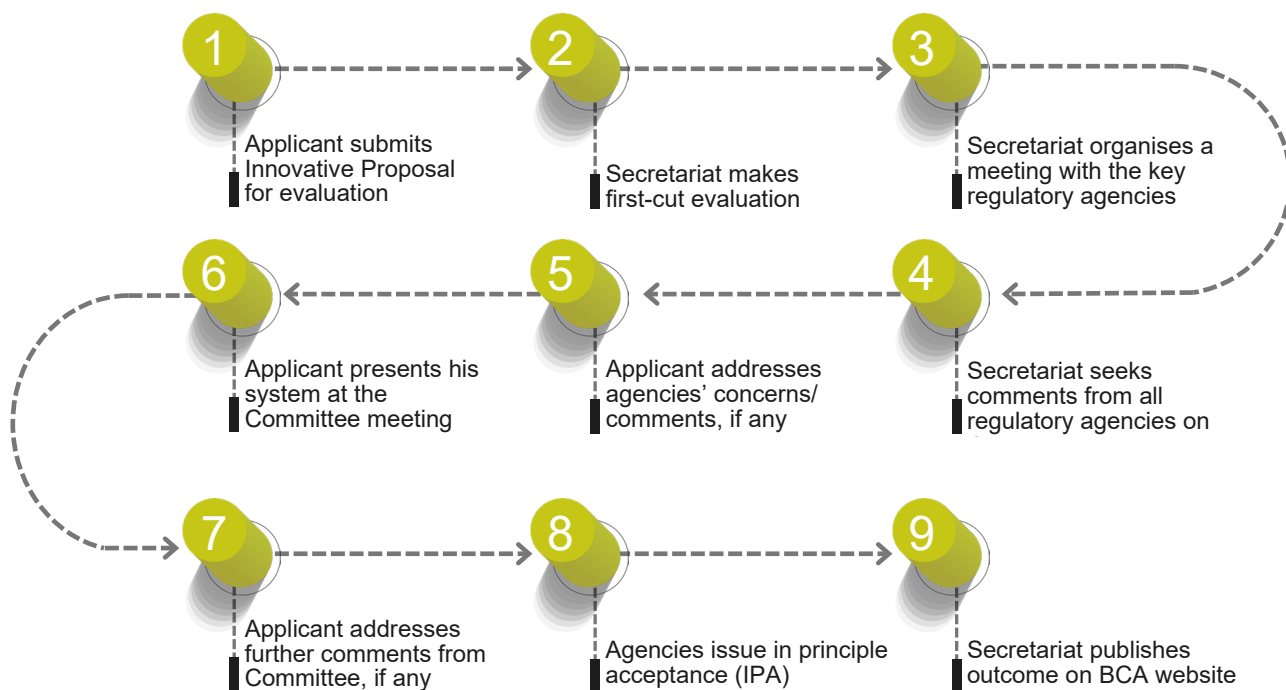 1
Applicant submits
Innovative Proposal
for evaluation
2
Secretariat makes
first-cut evaluation
3
Secretariat organises a
meeting with the key
regulatory agencies
4
Secretariat seeks
comments from all
regulatory agencies on
5
Applicant addresses
agencies’ concerns/
comments, if any
6
Applicant presents his
system at the
Committee meeting
7
Applicant addresses
further comments from
Committee, if any
8
Agencies issue in principle
acceptance (IPA)
9
Secretariat publishes
outcome on BCA website